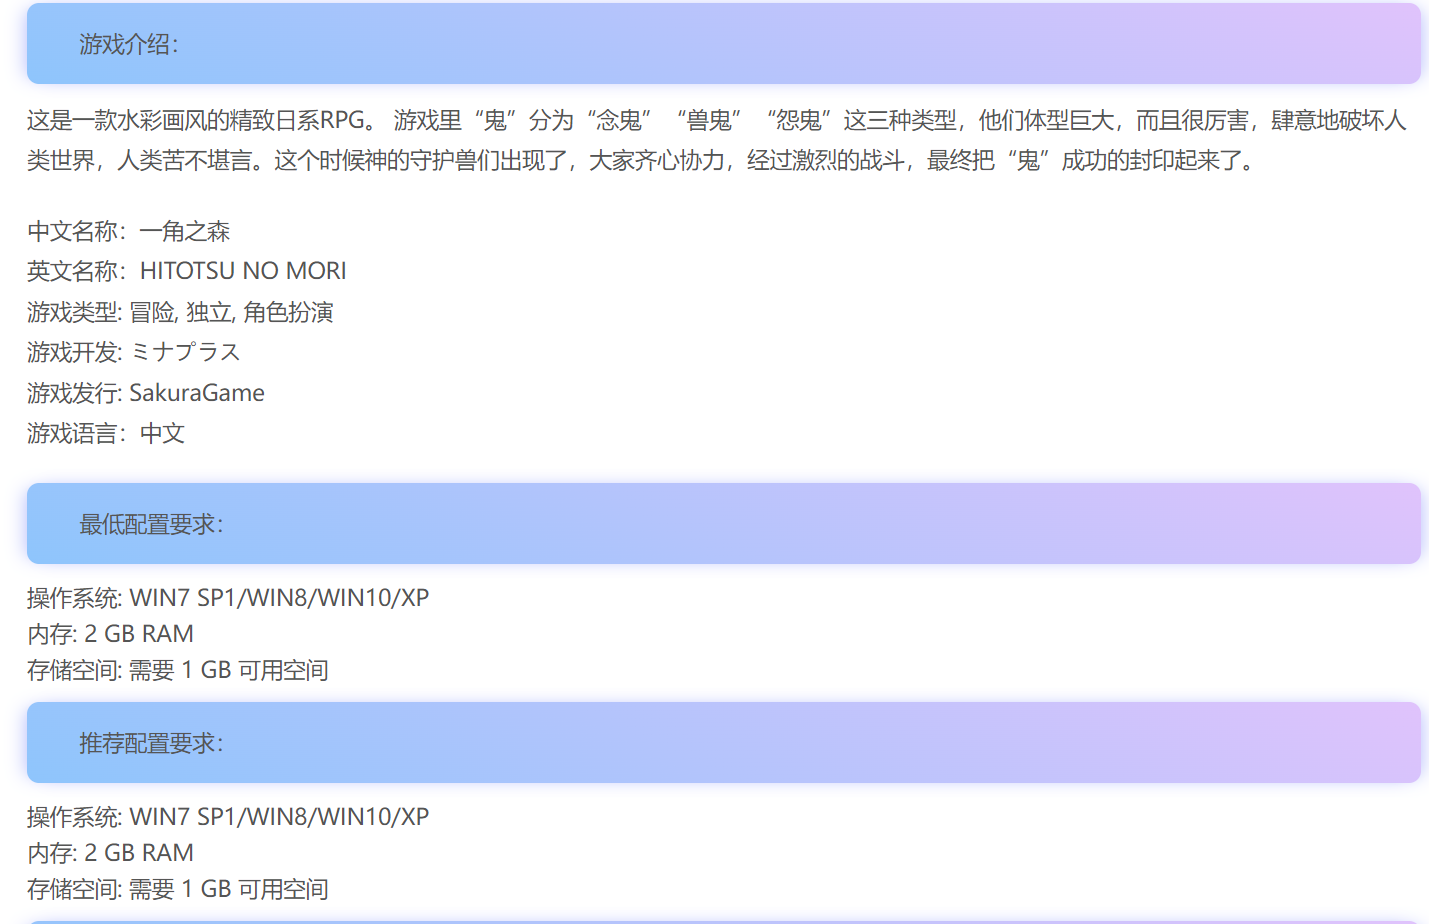 游戏介绍：
这是一款水彩画风的精致日系RPG。 游戏里“鬼”分为“念鬼”“兽鬼”“怨鬼”这三种类型，他们体型巨大，而且很厉害，肆意地破坏人
类世界，人类苦不堪言。这个时候神的守护兽们出现了，大家齐心协力，经过激烈的战斗，最终把“鬼”成功的封印起来了。
中文名称：一角之森
英文名称：HITOTSU NO MORI
游戏类型: 冒险, 独立, 角色扮演
游戏开发: ミナプラス
游戏发行: SakuraGame
游戏语言：中文
最低配置要求：
操作系统: WIN7 SP1/WIN8/WIN10/XP
内存: 2 GB RAM
存储空间: 需要 1 GB 可用空间
推荐配置要求：
操作系统: WIN7 SP1/WIN8/WIN10/XP
内存: 2 GB RAM
存储空间: 需要 1 GB 可用空间